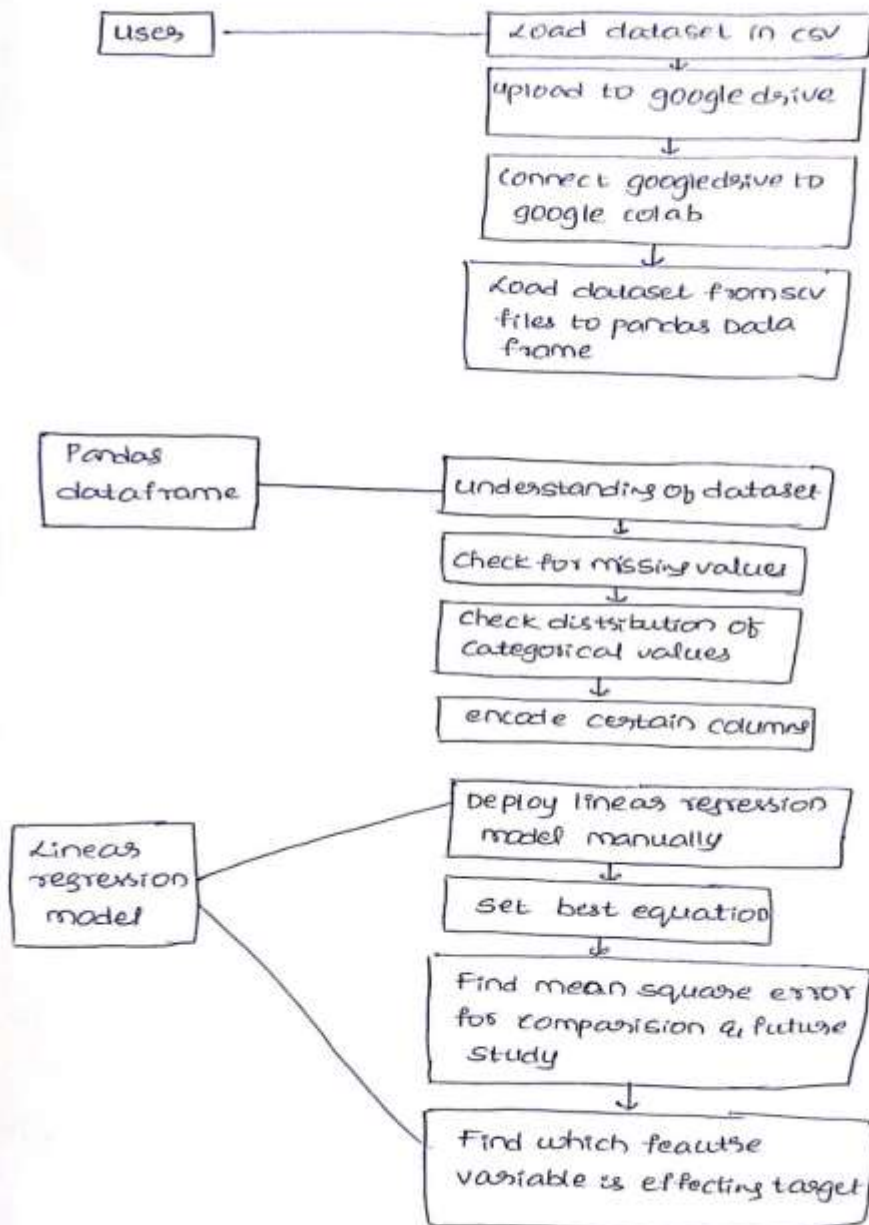 User
Load dataset in csv
upload to google drive
Connect googledrive to
google colab
Load dataset from scv
files to pandas Data
frame
Pandas
dataframe
understanding of dataset
Check for missing values
Check distribution of
Categorical values
encode certain columns
Linear
regression
model
Deploy linear regression
model manually
set best equation
Find mean square error
for comparision & future
study
Find which feautre
variable is effecting target